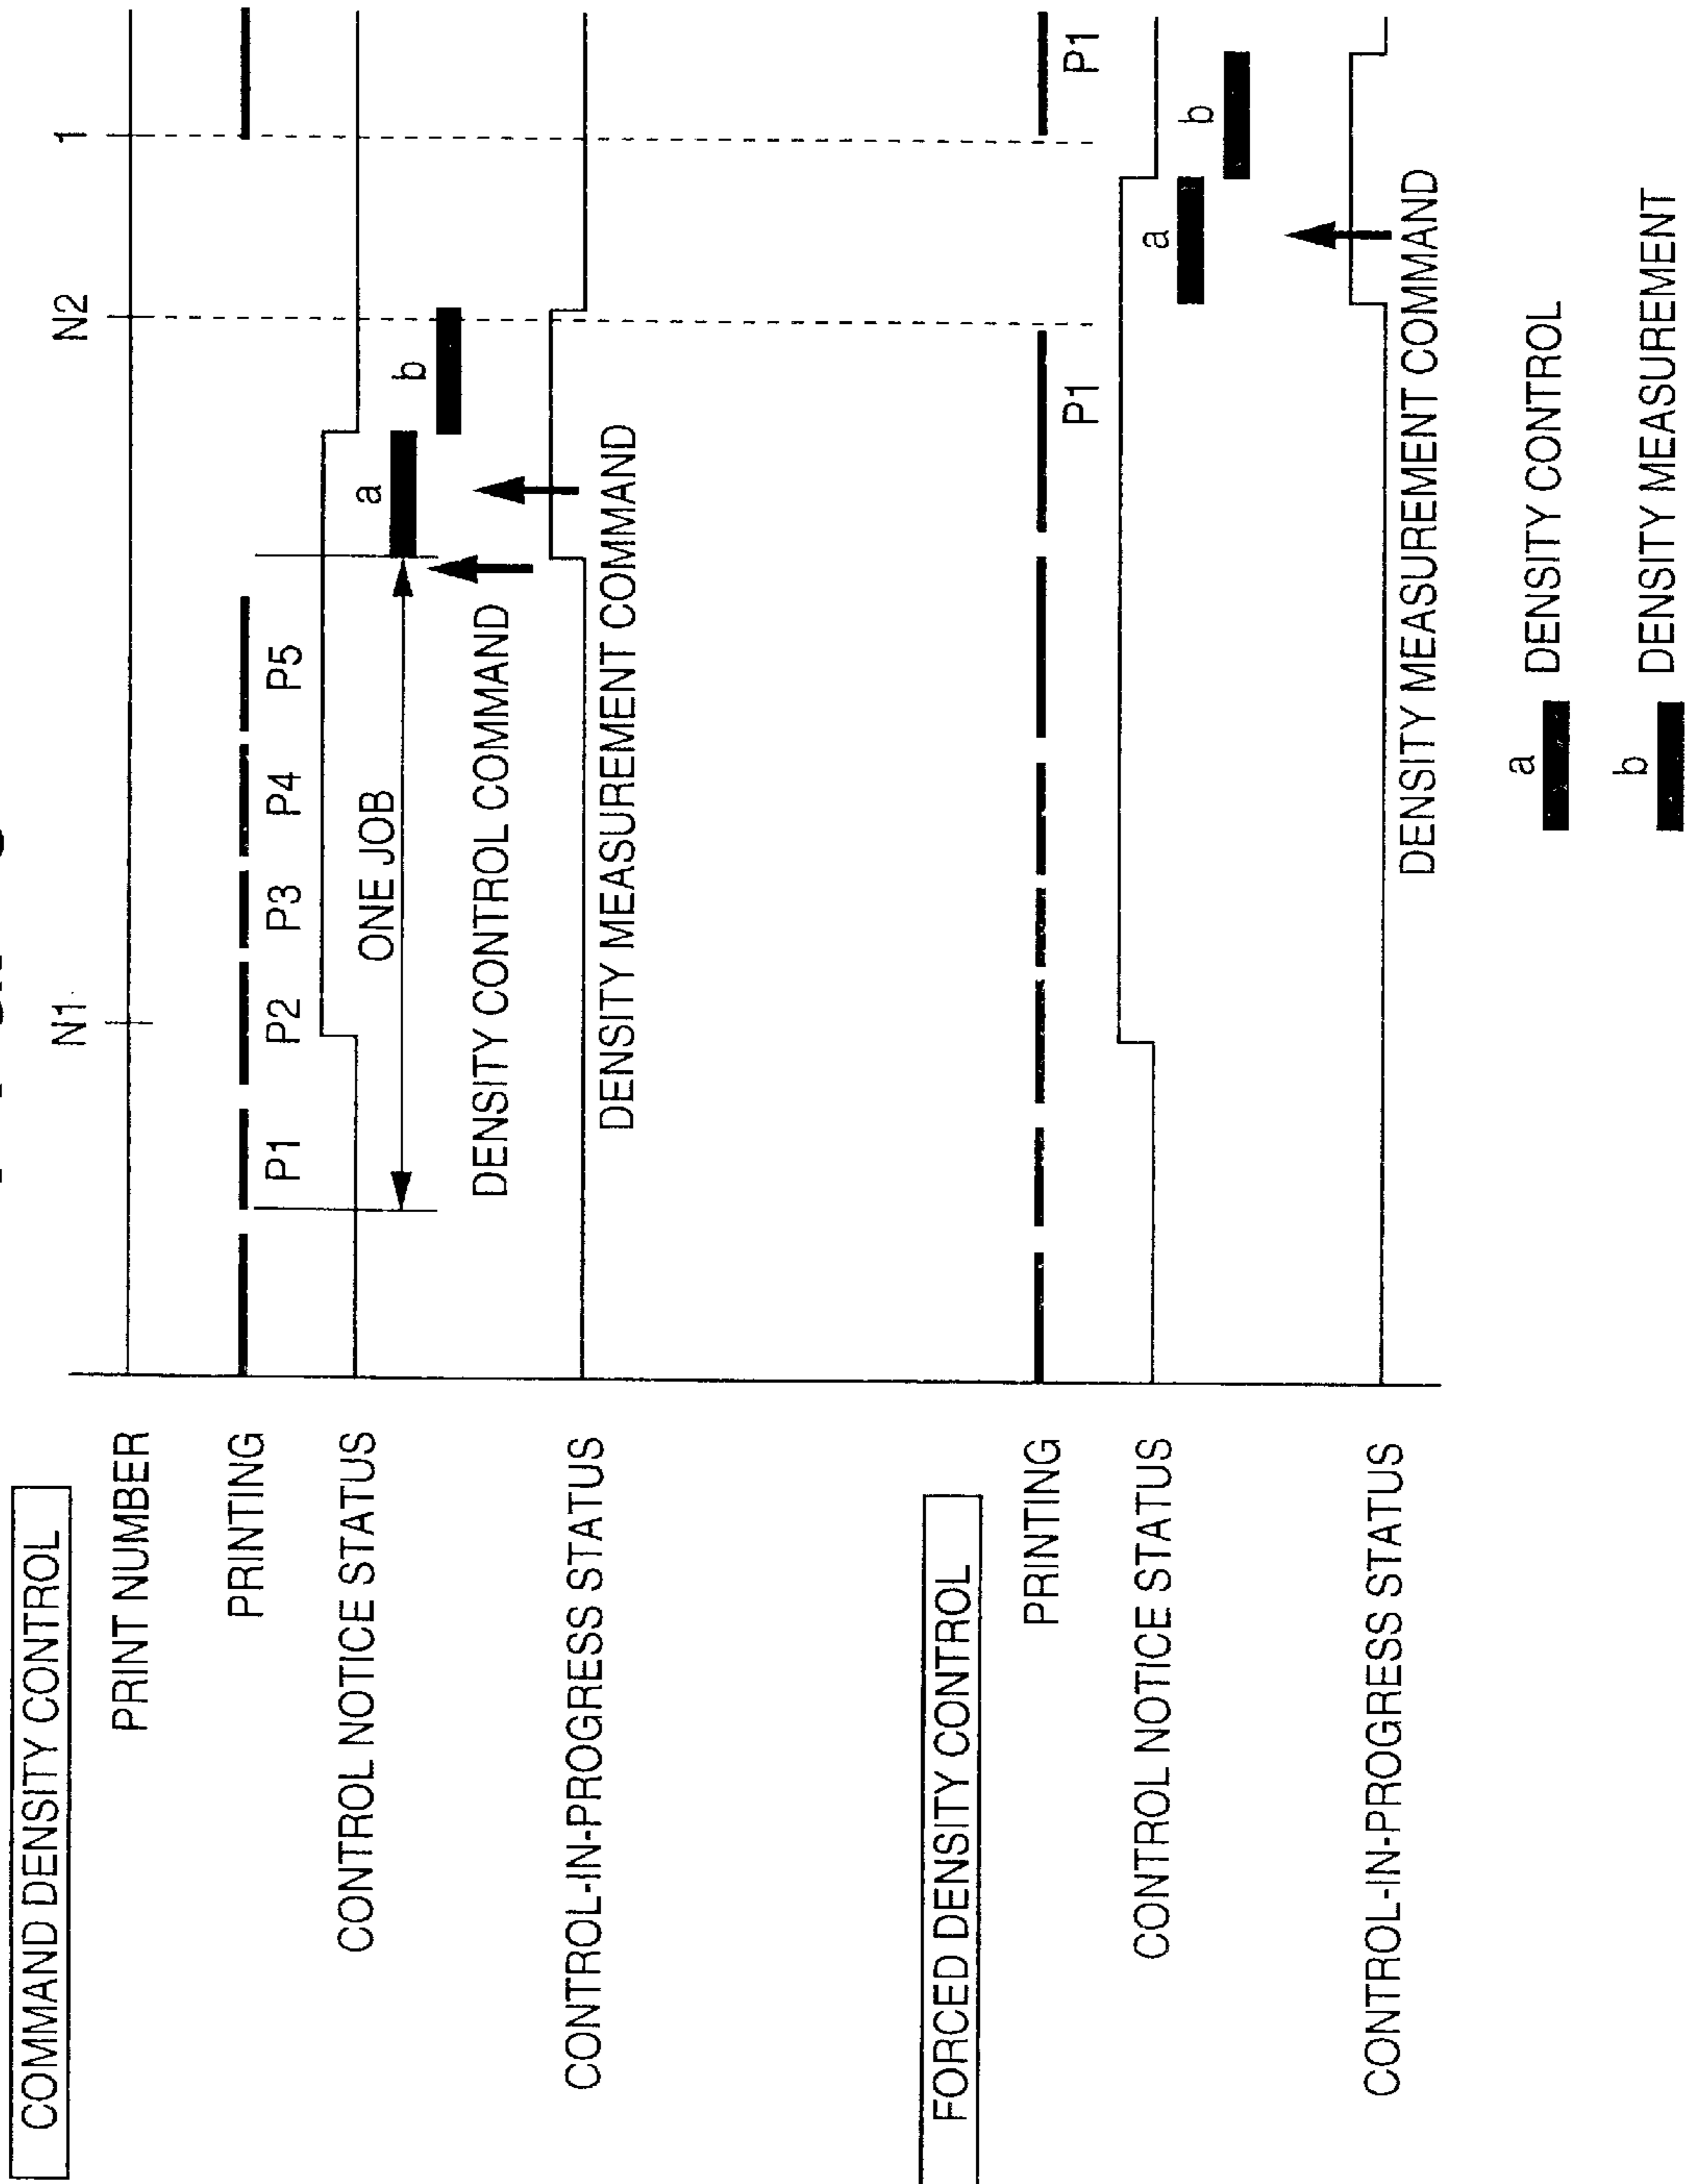 COMMAND DENSITY CONTROL
N1 N2 1
PRINT NUMBER
PRINTING
P1 P2 P3 P4 P5
CONTROL NOTICE STATUS
ONE JOB
a
b
DENSITY CONTROL COMMAND
CONTROL-IN-PROGRESS STATUS
DENSITY MEASUREMENT COMMAND
FORCED DENSITY CONTROL
PRINTING
P1 P1
CONTROL NOTICE STATUS
a
b
CONTROL-IN-PROGRESS STATUS
DENSITY MEASUREMENT COMMAND
a DENSITY CONTROL
b DENSITY MEASUREMENT